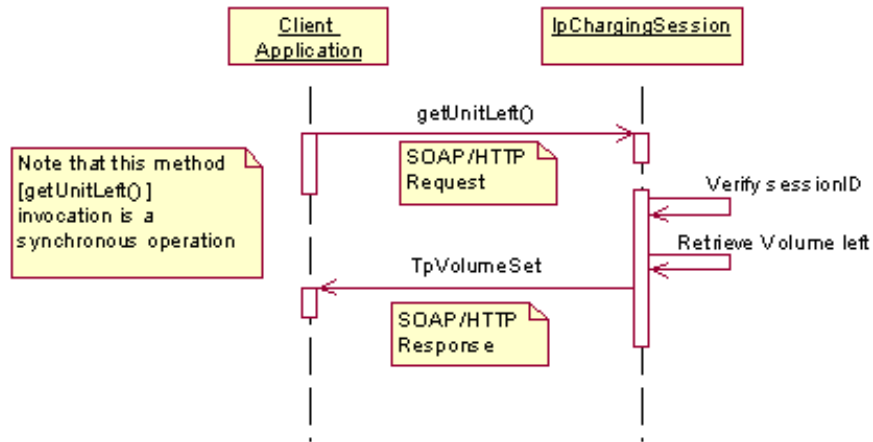 Client
Application
IpChargingSession
getUnitLeft()
Note that this method
[getUnitLeft()]
invocation is a
synchronous operation
SOAP/HTTP
Request
Verify sessionID
Retrieve Volume left
TpVolumeSet
SOAP/HTTP
Response